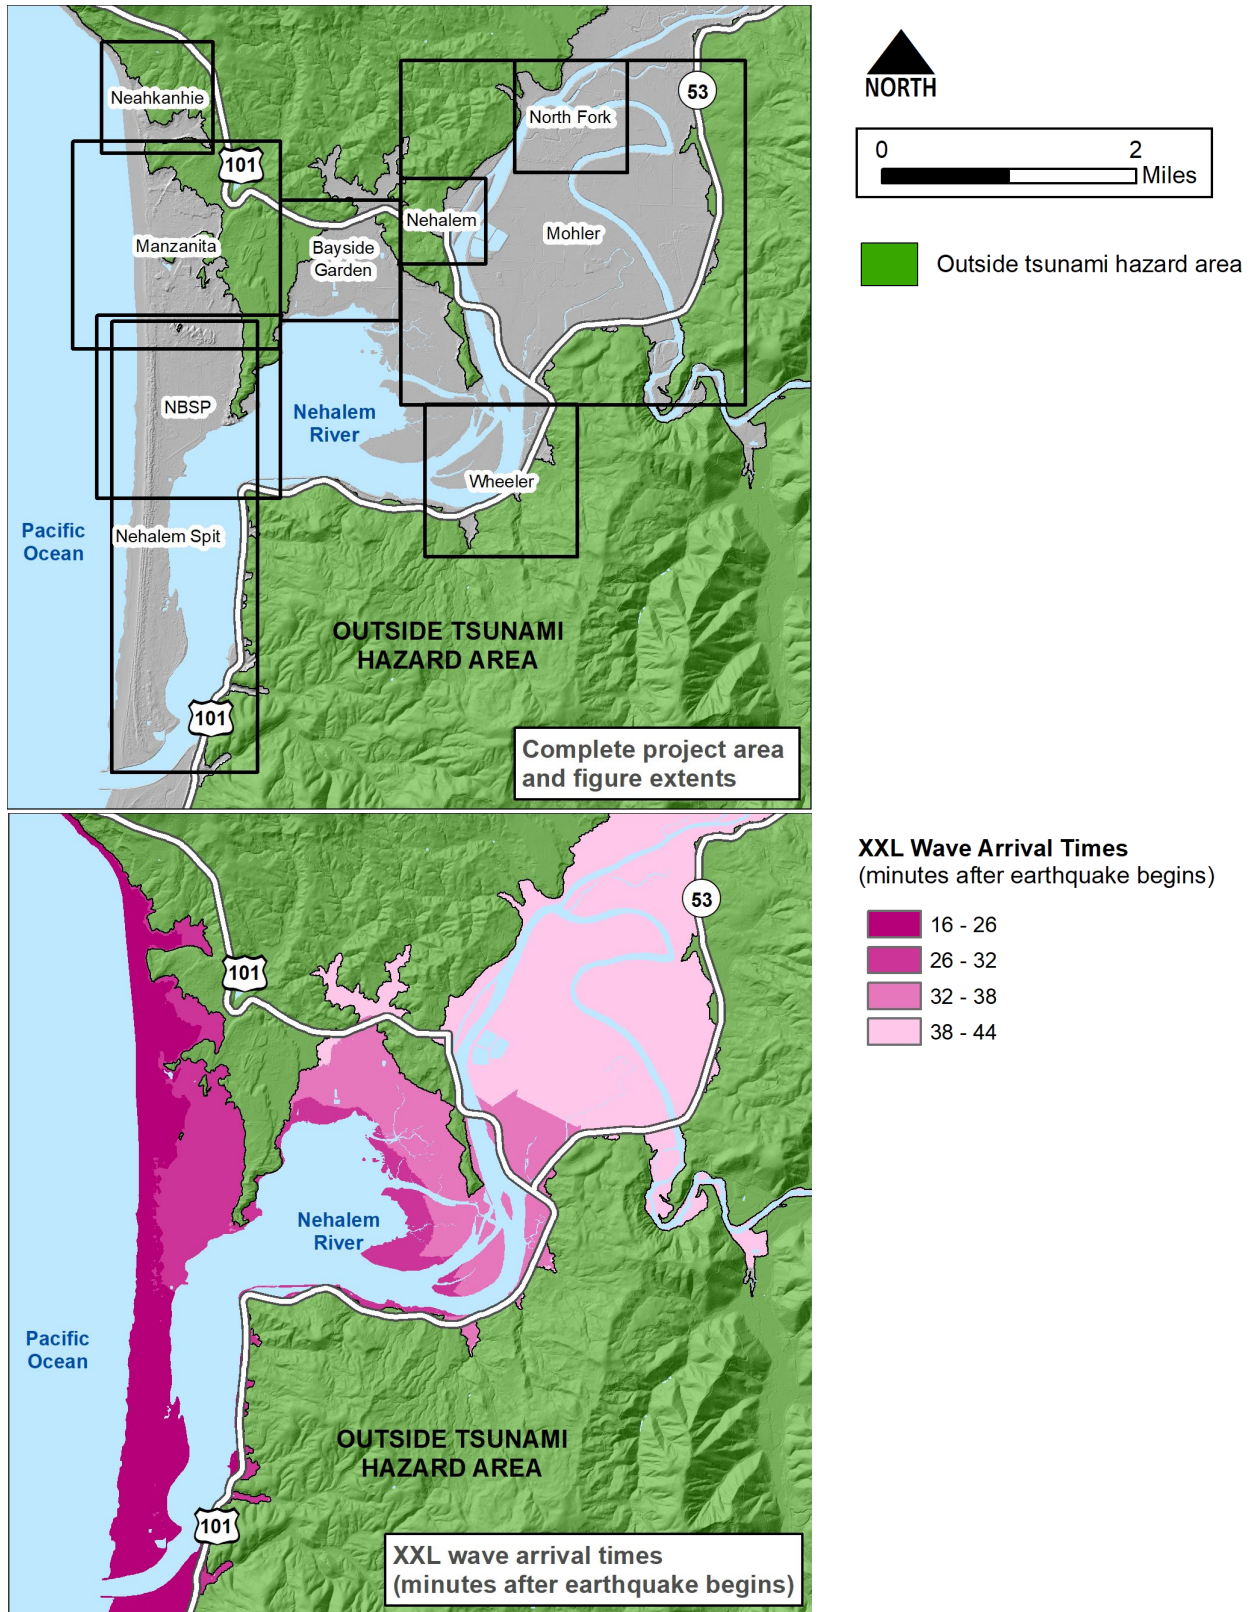 Neahkanhie
101
North Fork
53
Nehalem
Manzanita
Bayside
Garden
Mohler
NBSP
Nehalem
River
Wheeler
Pacific
Ocean
Nehalem Spit
OUTSIDE TSUNAMI
HAZARD AREA
101
Complete project area
and figure extents
NORTH
0 2
Miles
Outside tsunami hazard area
53
101
Nehalem
River
Pacific
Ocean
OUTSIDE TSUNAMI
HAZARD AREA
101
XXL wave arrival times
(minutes after earthquake begins)
XXL Wave Arrival Times
(minutes after earthquake begins)
16 - 26
26 - 32
32 - 38
38 - 44